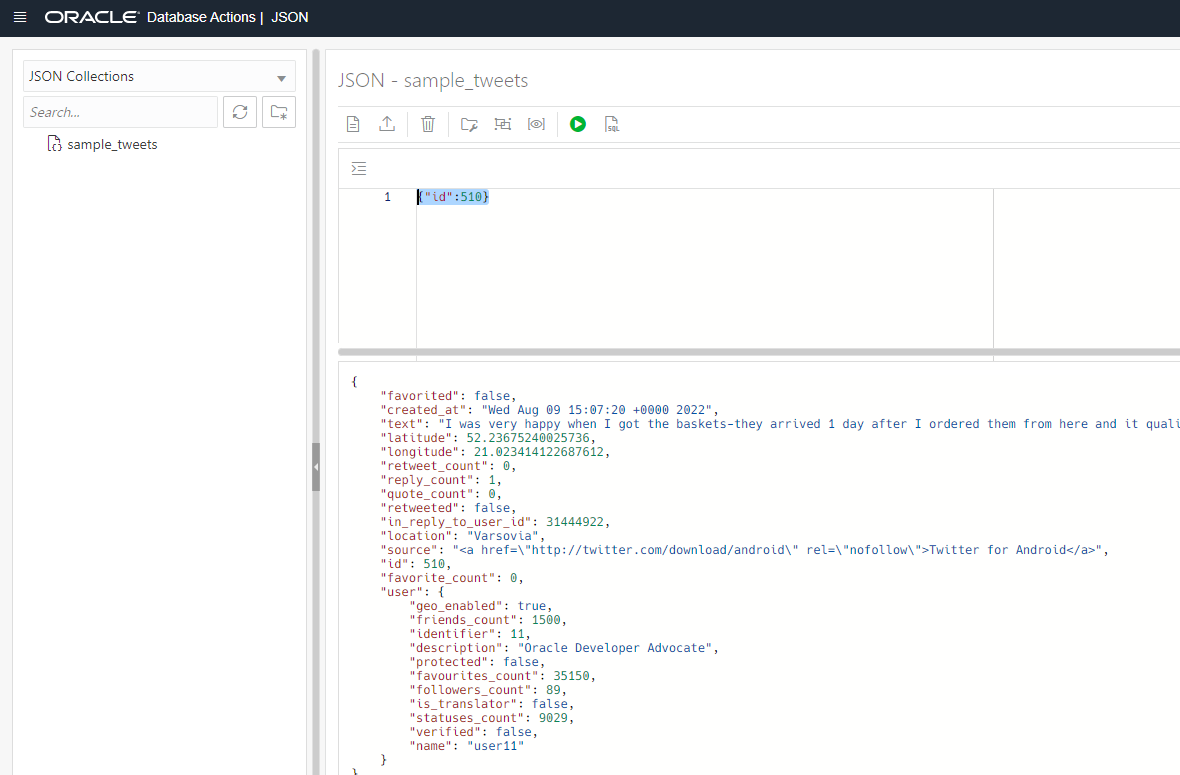 ORACLE Database Actions | JSON
JSON Collections
Search...
sample_tweets
JSON - sample_tweets
SQL
1 {"id":510}
{
"favorited": false,
"created_at": "Wed Aug 09 15:07:20 +0000 2022",
"text": "I was very happy when I got the baskets-they arrived 1 day after I ordered them from here and it quali
"latitude": 52.23675240025736,
"longitude": 21.023414122687612,
"retweet_count": 0,
"reply_count": 1,
"quote_count": 0,
"retweeted": false,
"in_reply_to_user_id": 31444922,
"location": "Varsovia",
"source": "<a href=\"http://twitter.com/download/android\" rel=\"nofollow\">Twitter for Android</a>",
"id": 510,
"favorite_count": 0,
"user": {
"geo_enabled": true,
"friends_count": 1500,
"identifier": 11,
"description": "Oracle Developer Advocate",
"protected": false,
"favourites_count": 35150,
"followers_count": 89,
"is_translator": false,
"statuses_count": 9029,
"verified": false,
"name": "user11"
}
}